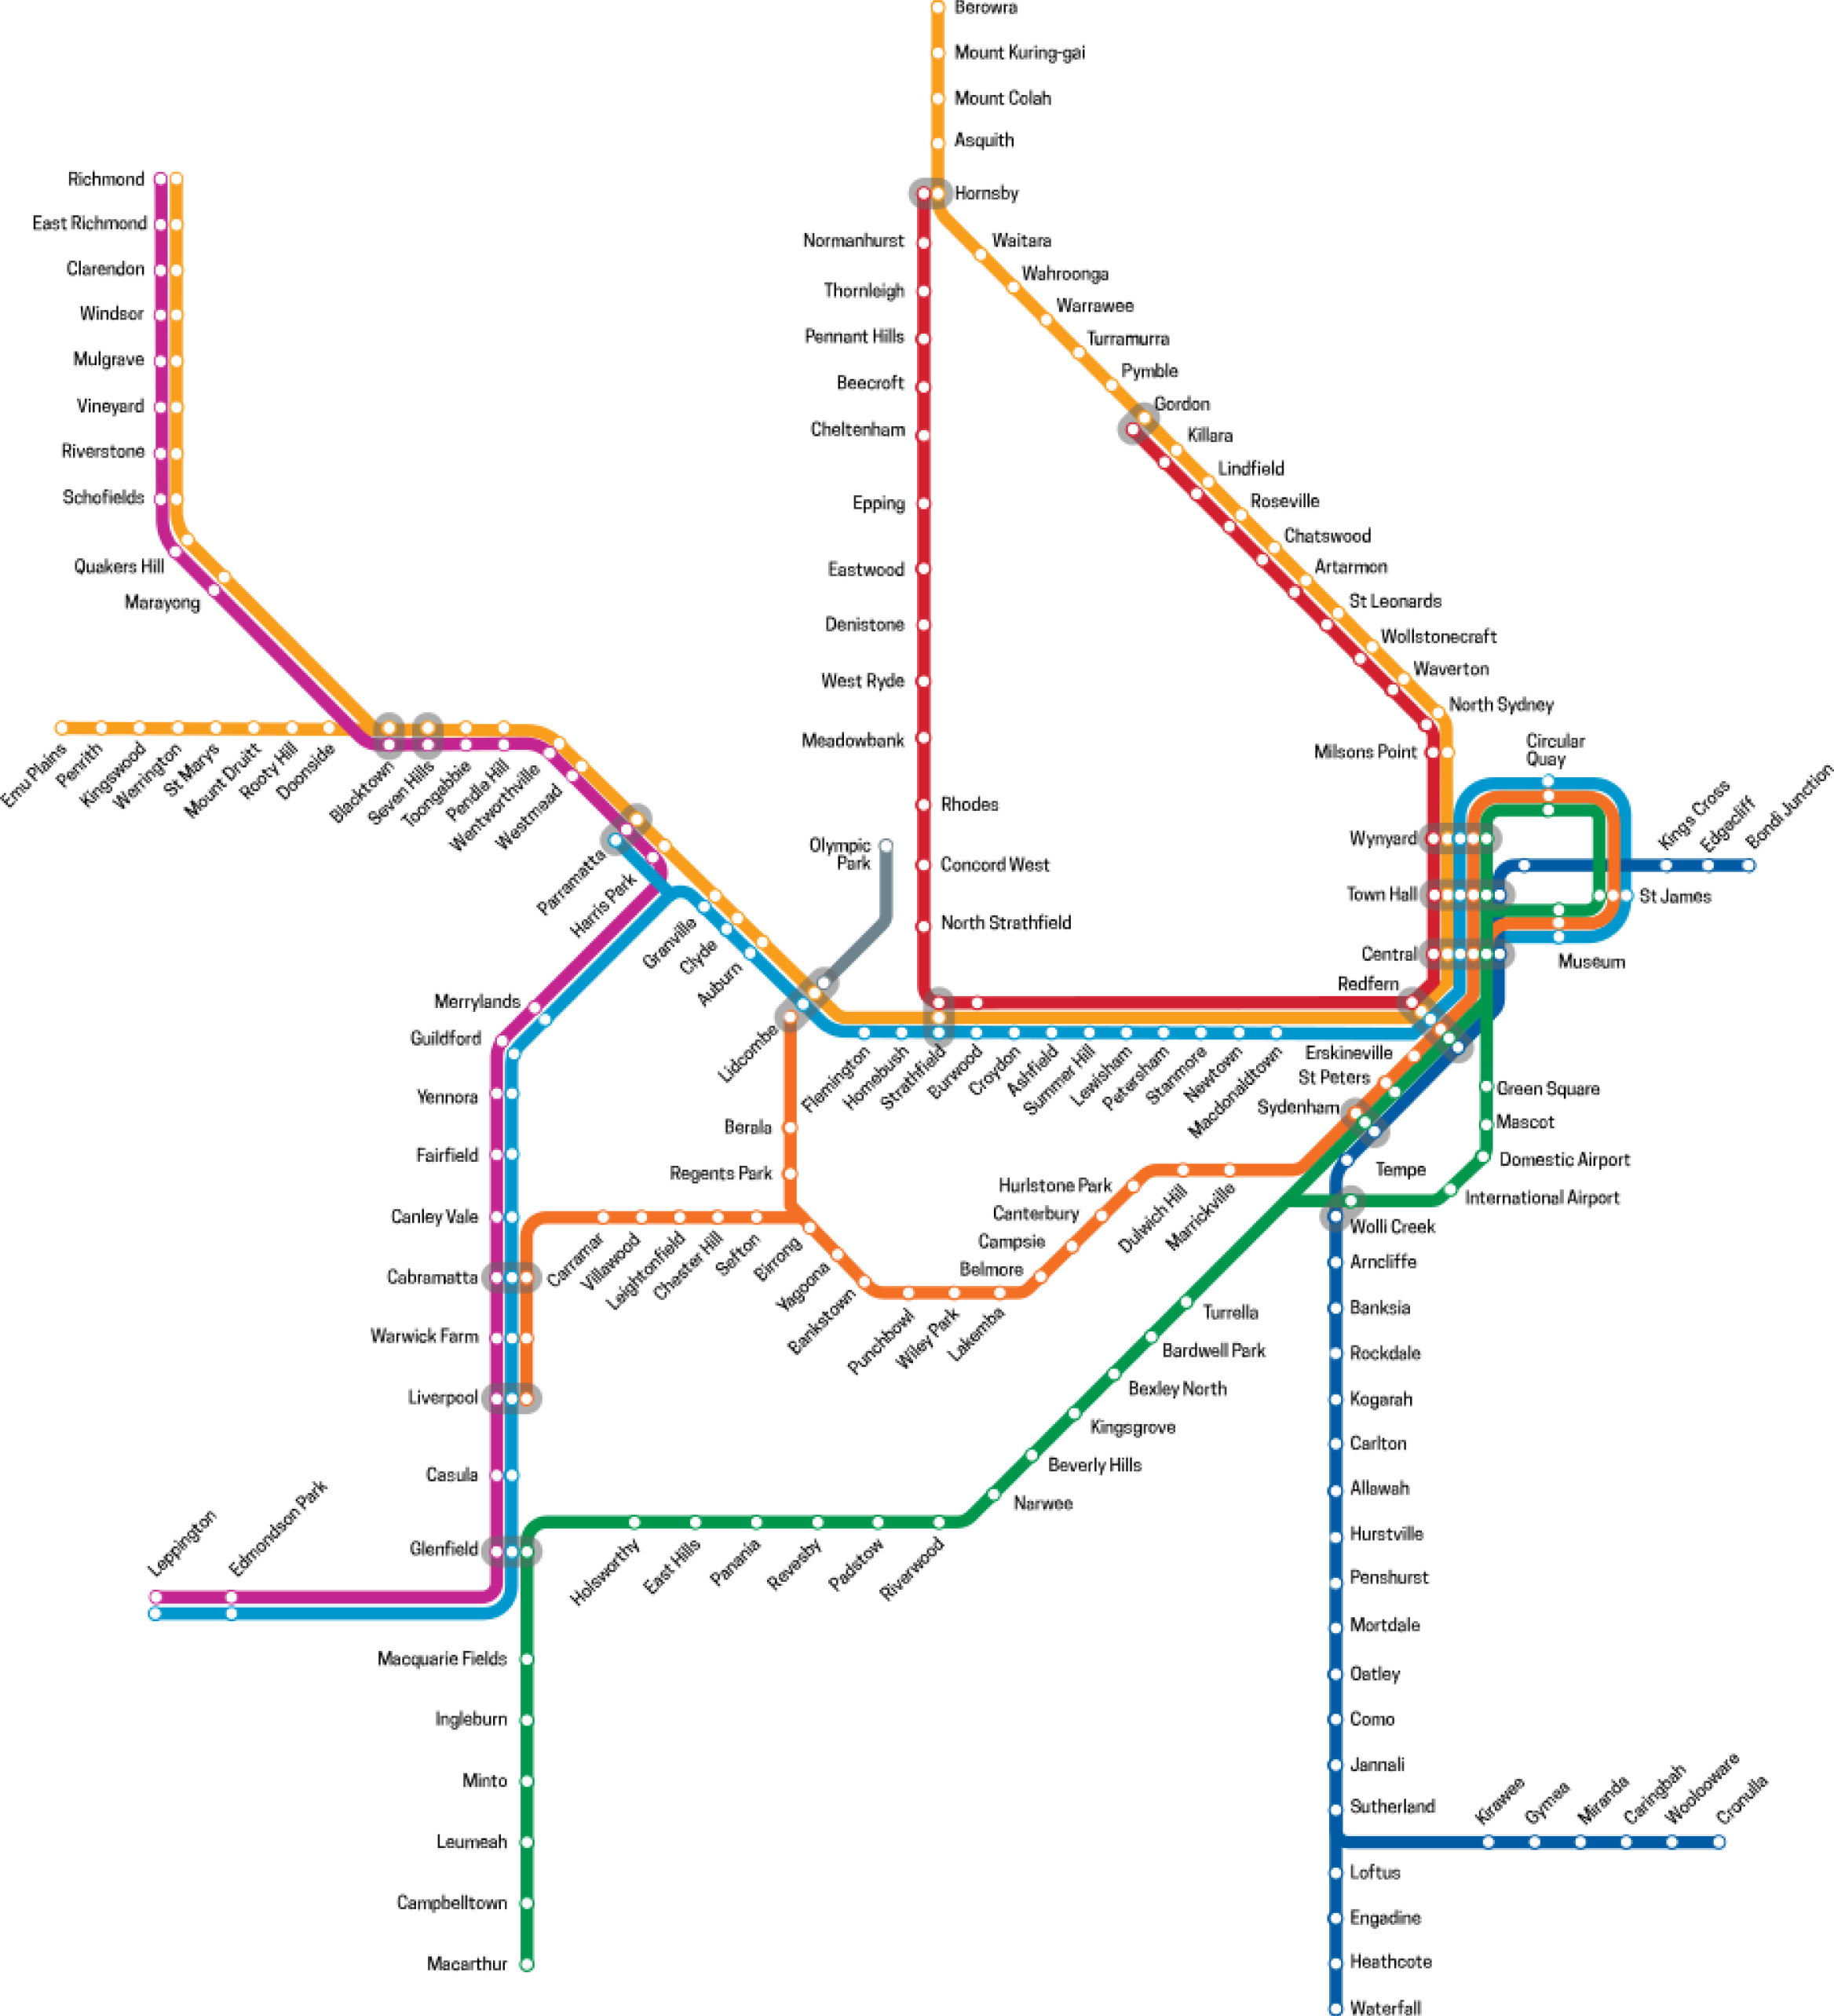 Berowra
Mount Kuring-gai
Mount Colah
Asquith
Hornsby
Richmond
East Richmond
Clarendon
Windsor
Mulgrave
Vineyard
Riverstone
Schofields
Quakers Hill
Marayong
Normanhurst
Thornleigh
Pennant Hills
Beecroft
Cheltenham
Epping
Eastwood
Denistone
West Ryde
Meadowbank
Rhodes
Concord West
North Strathfield
Waitara
Wahroonga
Warrawee
Turramurra
Pymble
Gordon
Killara
Lindfield
Roseville
Chatswood
Artarmon
St Leonards
Wollstonecraft
Waverton
North Sydney
Milsons Point
Wynyard
Town Hall
Central
Redfern
Circular
Quay
St James
Museum
Kings Cross
Edgecliff
Bondi Junction
Emu Plains
Penrith
Kingswood
Werrington
St Marys
Mount Druitt
Rooty Hill
Doonside
Blacktown
Seven Hills
Toongabbie
Pendle Hill
Wentworthville
Westmead
Parramatta
Harris Park
Granville
Clyde
Auburn
Lidcombe
Olympic
Park
Flemington
Homebush
Strathfield
Burwood
Croydon
Ashfield
Summer Hill
Lewisham
Petersham
Stanmore
Newtown
Macdonaldtown
Erskineville
St Peters
Sydenham
Tempe
Green Square
Mascot
Domestic Airport
International Airport
Wolli Creek
Merrylands
Guildford
Yennora
Fairfield
Canley Vale
Cabramatta
Warwick Farm
Liverpool
Casula
Glenfield
Leppington
Edmondson Park
Berala
Regents Park
Carramar
Villawood
Leightonfield
Chester Hill
Sefton
Birrong
Yagoona
Bankstown
Punchbowl
Wiley Park
Lakemba
Belmore
Campsie
Canterbury
Hurlstone Park
Dulwich Hill
Marrickville
Turrella
Bardwell Park
Bexley North
Kingsgrove
Beverly Hills
Narwee
Riverwood
Padstow
Revesby
Panania
East Hills
Holsworthy
Macquarie Fields
Ingleburn
Minto
Leumeah
Campbelltown
Macarthur
Arncliffe
Banksia
Rockdale
Kogarah
Carlton
Allawah
Hurstville
Penshurst
Mortdale
Oatley
Como
Jannali
Sutherland
Kirawee
Gymea
Miranda
Caringbah
Woolooware
Cronulla
Loftus
Engadine
Heathcote
Waterfall